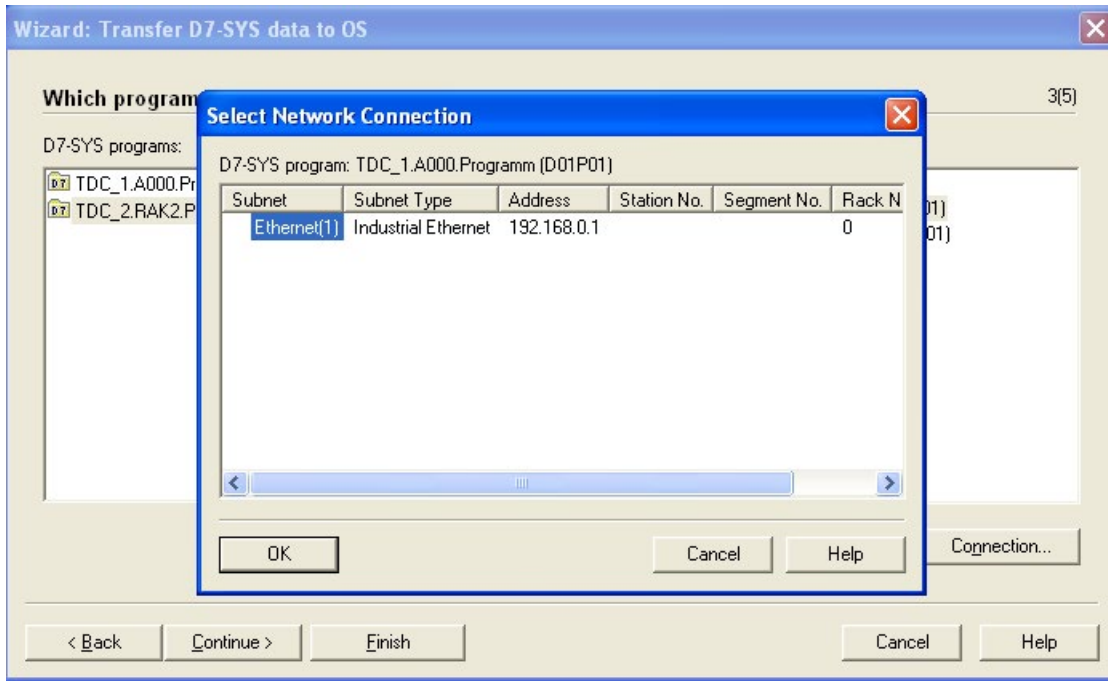 Wizard: Transfer D7-SYS data to OS
Which program
3(5)
D7-SYS programs:
TDC_1.A000.Pr
TDC_2.RAK2.P
01)
01)
Select Network Connection
D7-SYS program: TDC_1.A000.Programm (D01P01)
Subnet Subnet Type Address Station No. Segment No. Rack N
Ethernet(1) Industrial Ethernet 192.168.0.1 0
OK Cancel Help
Connection...
< Back Continue > Finish Cancel Help